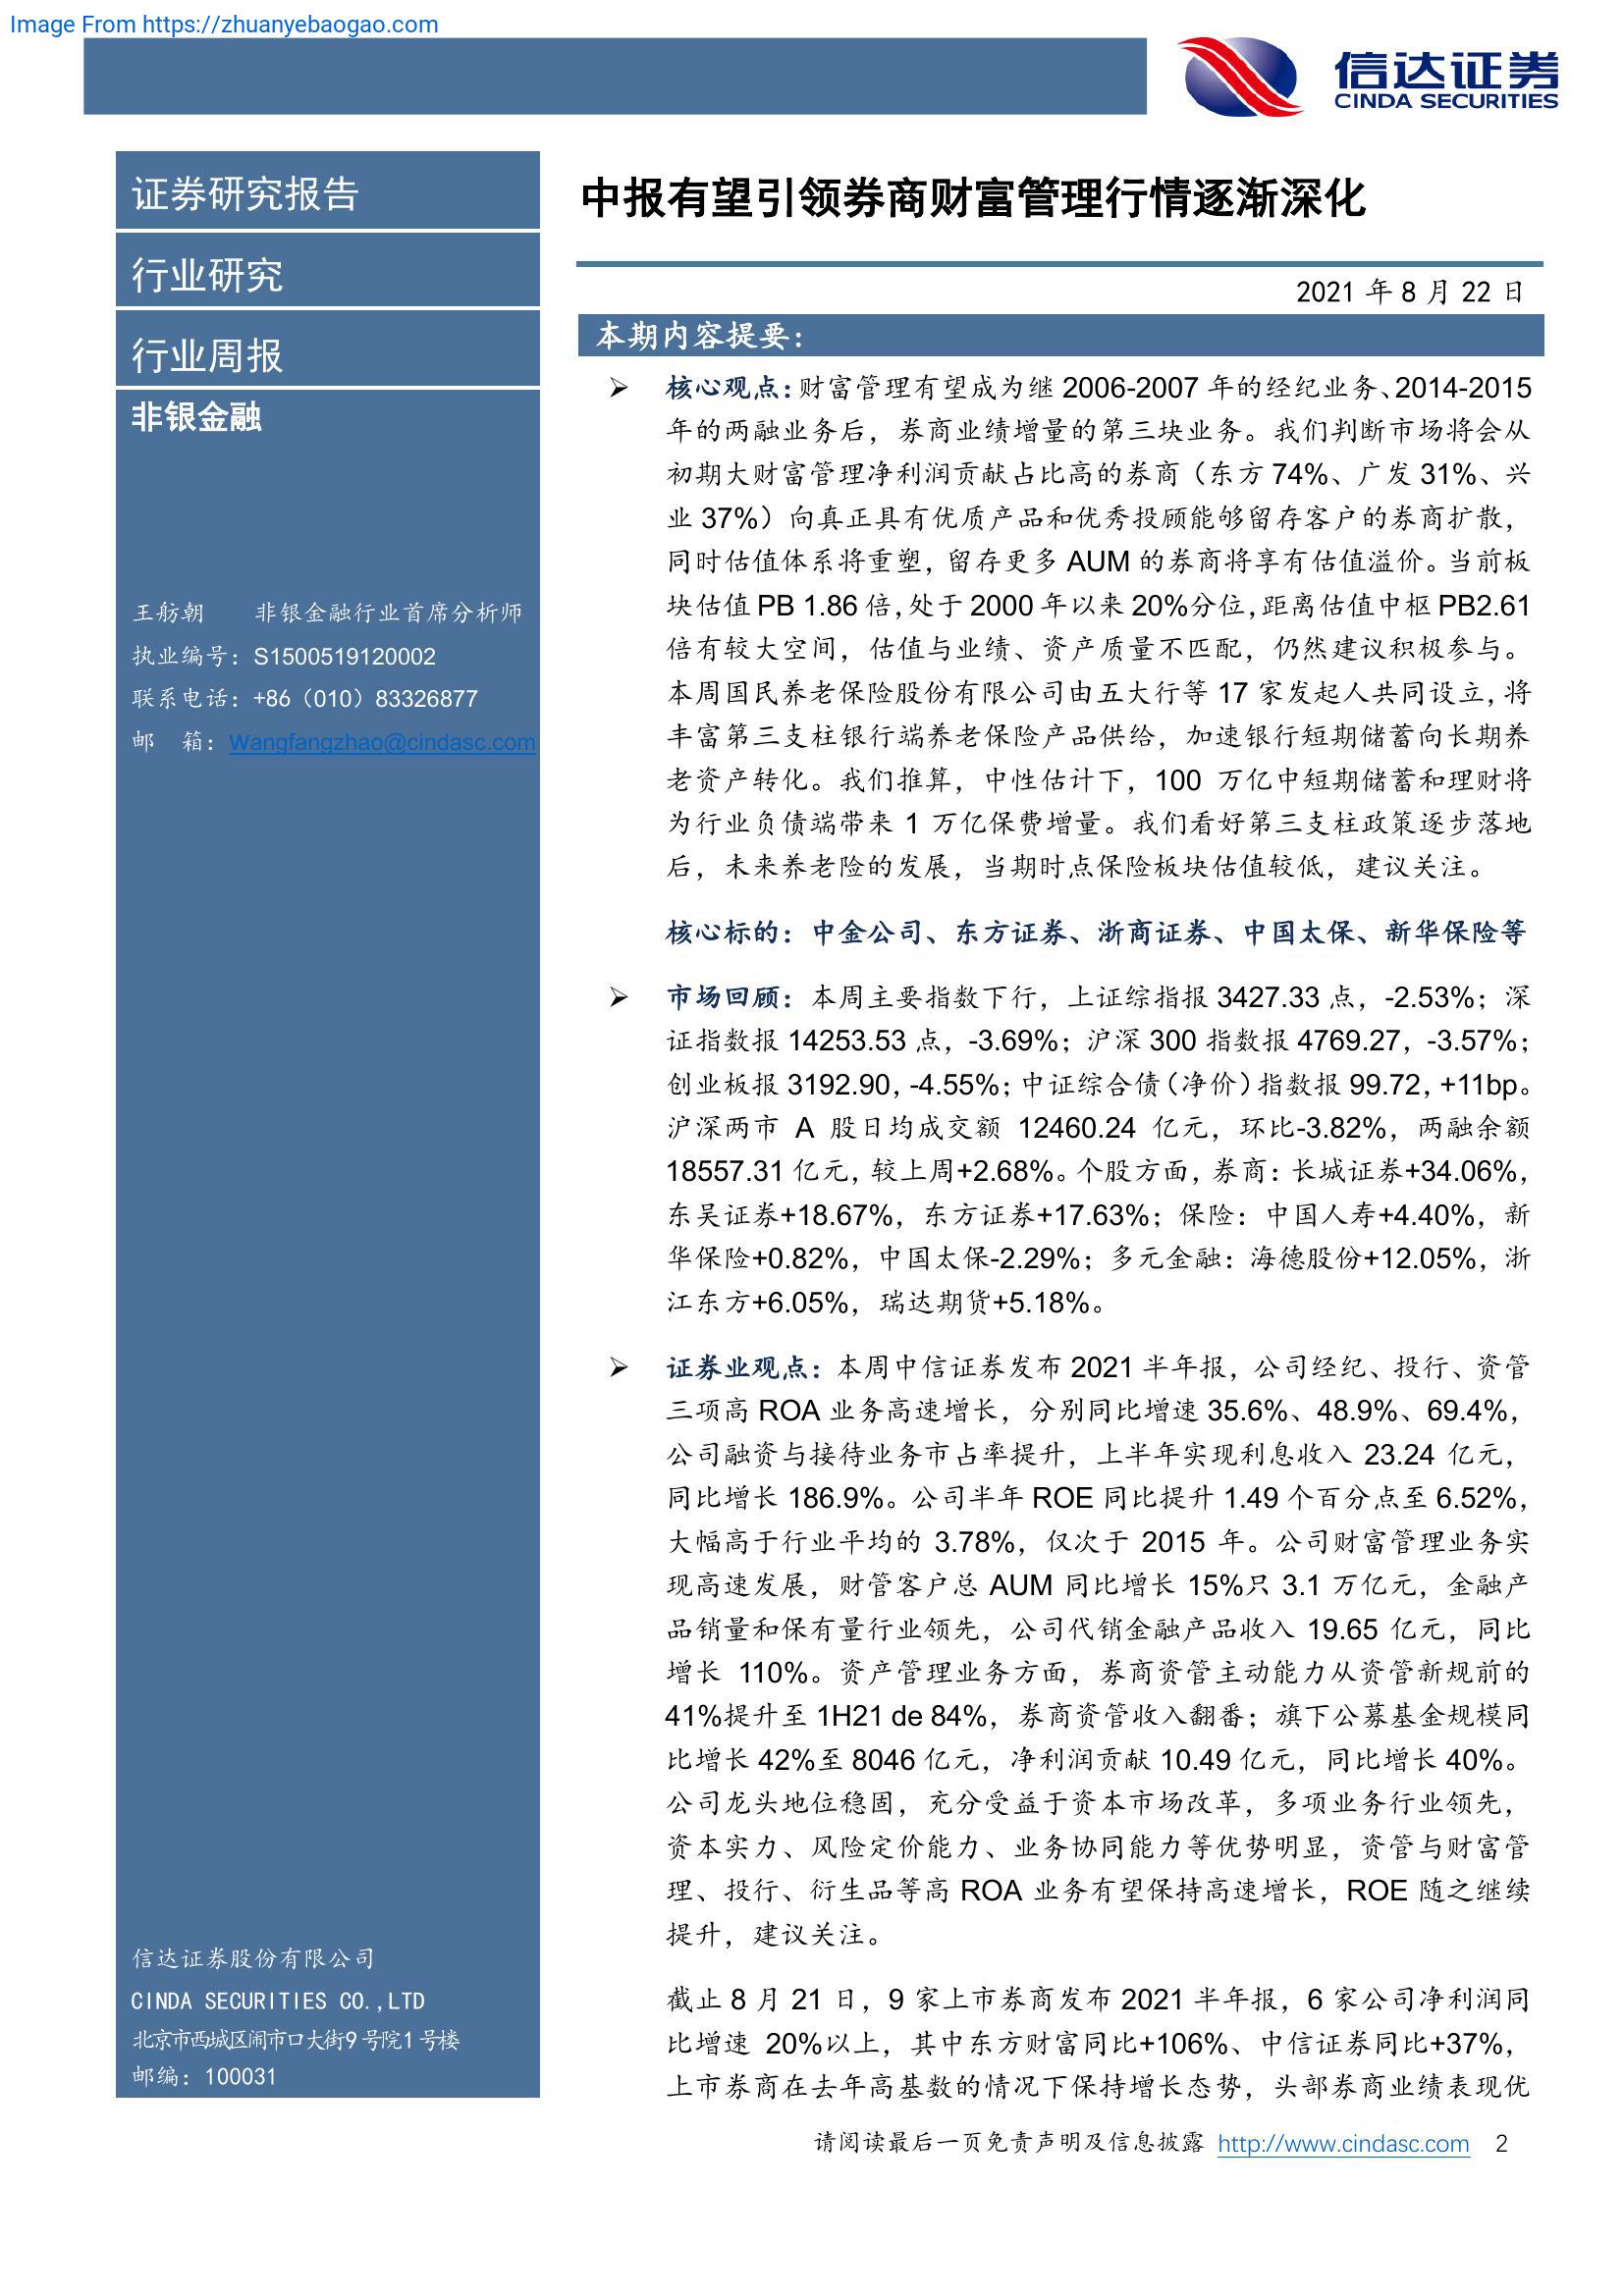 Image From https://zhuanyebaogao.com
信达证券
CINDA SECURITIES
证券研究报告
行业研究
行业周报
非银金融
王舫朝 非银金融行业首席分析师
执业编号：S1500519120002
联系电话：+86（010）83326877
邮 箱：Wangfangzhao@cindasc.com
信达证券股份有限公司
CINDA SECURITIES CO.,LTD
北京市西城区闹市口大街9号院1号楼
邮编：100031
中报有望引领券商财富管理行情逐渐深化
2021 年 8 月 22 日
本期内容提要：
➢ 核心观点：财富管理有望成为继 2006-2007 年的经纪业务、2014-2015
年的两融业务后，券商业绩增量的第三块业务。我们判断市场将会从
初期大财富管理净利润贡献占比高的券商（东方 74%、广发 31%、兴
业 37%）向真正具有优质产品和优秀投顾能够留存客户的券商扩散，
同时估值体系将重塑，留存更多 AUM 的券商将享有估值溢价。当前板
块估值 PB 1.86 倍，处于 2000 年以来 20%分位，距离估值中枢 PB2.61
倍有较大空间，估值与业绩、资产质量不匹配，仍然建议积极参与。
本周国民养老保险股份有限公司由五大行等 17 家发起人共同设立，将
丰富第三支柱银行端养老保险产品供给，加速银行短期储蓄向长期养
老资产转化。我们推算，中性估计下，100 万亿中短期储蓄和理财将
为行业负债端带来 1 万亿保费增量。我们看好第三支柱政策逐步落地
后，未来养老险的发展，当期时点保险板块估值较低，建议关注。
核心标的：中金公司、东方证券、浙商证券、中国太保、新华保险等
➢ 市场回顾：本周主要指数下行，上证综指报 3427.33 点，-2.53%；深
证指数报 14253.53 点，-3.69%；沪深 300 指数报 4769.27，-3.57%；
创业板报 3192.90，-4.55%；中证综合债（净价）指数报 99.72，+11bp。
沪深两市 A 股日均成交额 12460.24 亿元，环比-3.82%，两融余额
18557.31 亿元，较上周+2.68%。个股方面，券商：长城证券+34.06%，
东吴证券+18.67%，东方证券+17.63%；保险：中国人寿+4.40%，新
华保险+0.82%，中国太保-2.29%；多元金融：海德股份+12.05%，浙
江东方+6.05%，瑞达期货+5.18%。
➢ 证券业观点：本周中信证券发布 2021 半年报，公司经纪、投行、资管
三项高 ROA 业务高速增长，分别同比增速 35.6%、48.9%、69.4%，
公司融资与接待业务市占率提升，上半年实现利息收入 23.24 亿元，
同比增长 186.9%。公司半年 ROE 同比提升 1.49 个百分点至 6.52%，
大幅高于行业平均的 3.78%，仅次于 2015 年。公司财富管理业务实
现高速发展，财管客户总 AUM 同比增长 15%只 3.1 万亿元，金融产
品销量和保有量行业领先，公司代销金融产品收入 19.65 亿元，同比
增长 110%。资产管理业务方面，券商资管主动能力从资管新规前的
41%提升至 1H21 de 84%，券商资管收入翻番；旗下公募基金规模同
比增长 42%至 8046 亿元，净利润贡献 10.49 亿元，同比增长 40%。
公司龙头地位稳固，充分受益于资本市场改革，多项业务行业领先，
资本实力、风险定价能力、业务协同能力等优势明显，资管与财富管
理、投行、衍生品等高 ROA 业务有望保持高速增长，ROE 随之继续
提升，建议关注。
截止 8 月 21 日，9 家上市券商发布 2021 半年报，6 家公司净利润同
比增速 20%以上，其中东方财富同比+106%、中信证券同比+37%，
上市券商在去年高基数的情况下保持增长态势，头部券商业绩表现优
请阅读最后一页免责声明及信息披露 http://www.cindasc.com 2